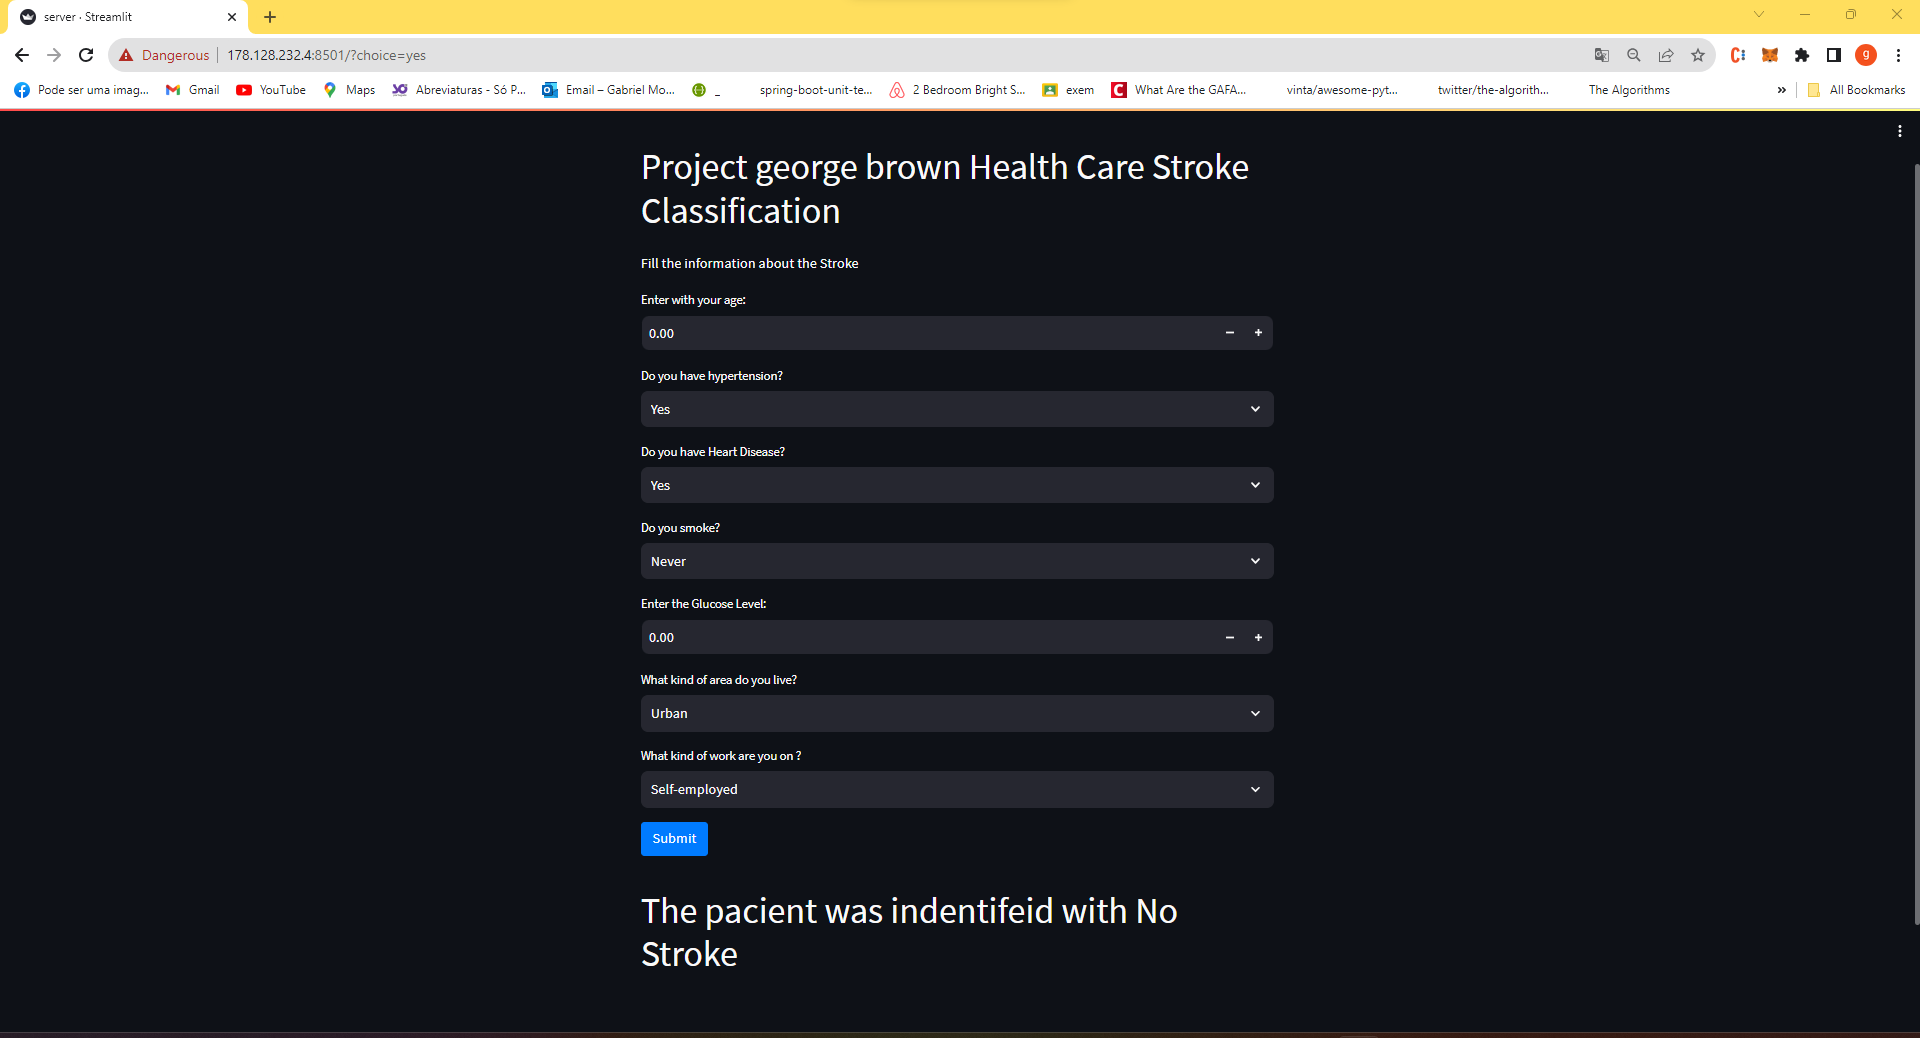 server · Streamlit
Dangerous 178.128.232.4:8501/?choice=yes
g
Pode ser uma imag... Gmail YouTube Maps Abreviaturas - Só P... Email – Gabriel Mo... _ spring-boot-unit-te... 2 Bedroom Bright S... exem What Are the GAFA... vinta/awesome-pyt... twitter/the-algorith... The Algorithms » All Bookmarks
Project george brown Health Care Stroke
Classification
Fill the information about the Stroke
Enter with your age:
0.00
Do you have hypertension?
Yes
Do you have Heart Disease?
Yes
Do you smoke?
Never
Enter the Glucose Level:
0.00
What kind of area do you live?
Urban
What kind of work are you on ?
Self-employed
Submit
The pacient was indentifeid with No
Stroke